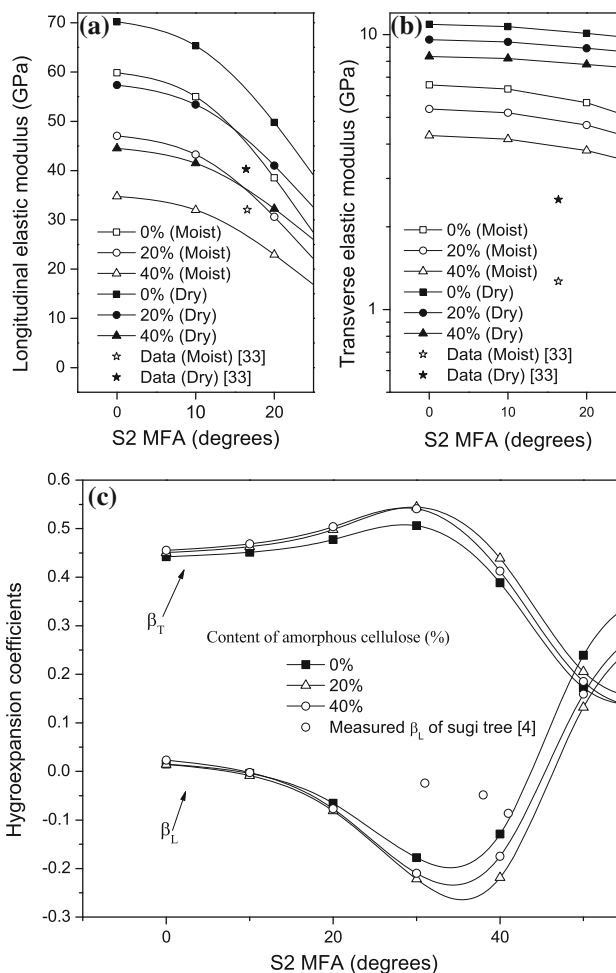 (a)
70
60
50
40
30
20
10
0
Longitudinal elastic modulus (GPa)
0% (Moist)
20% (Moist)
40% (Moist)
0% (Dry)
20% (Dry)
40% (Dry)
Data (Moist) [33]
Data (Dry) [33]
0 10 20
S2 MFA (degrees)
(b)
10
1
Transverse elastic modulus (GPa)
0% (Moist)
20% (Moist)
40% (Moist)
0% (Dry)
20% (Dry)
40% (Dry)
Data (Moist) [33]
Data (Dry) [33]
0 10 20
S2 MFA (degrees)
(c)
0.6
0.5
0.4
0.3
0.2
0.1
0.0
-0.1
-0.2
-0.3
Hygroexpansion coefficients
β_T
Content of amorphous cellulose (%)
0%
20%
40%
Measured β_L of sugi tree [4]
β_L
0 20 40
S2 MFA (degrees)